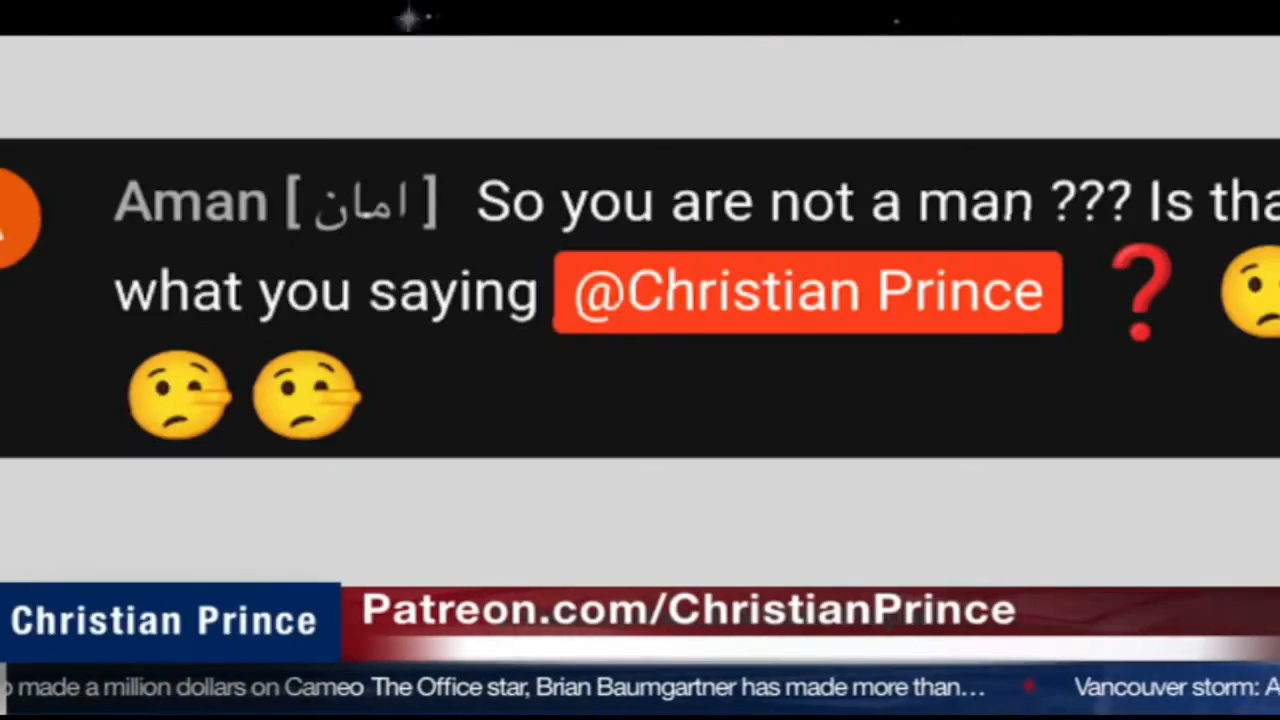 Aman [ امان ] So you are not a man ??? Is tha
what you saying @Christian Prince ❓
Christian Prince
Patreon.com/ChristianPrince
o made a million dollars on Cameo The Office star, Brian Baumgartner has made more than… Vancouver storm: A